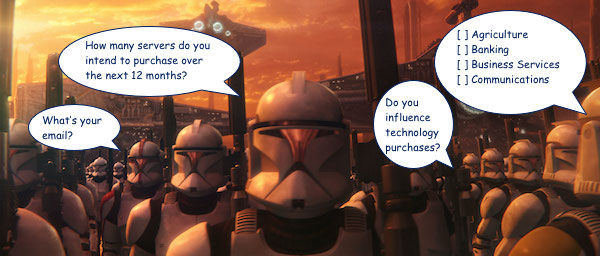 How many servers do you
intend to purchase over
the next 12 months?
What's your
email?
Do you
influence
technology
purchases?
[ ] Agriculture
[ ] Banking
[ ] Business Services
[ ] Communications